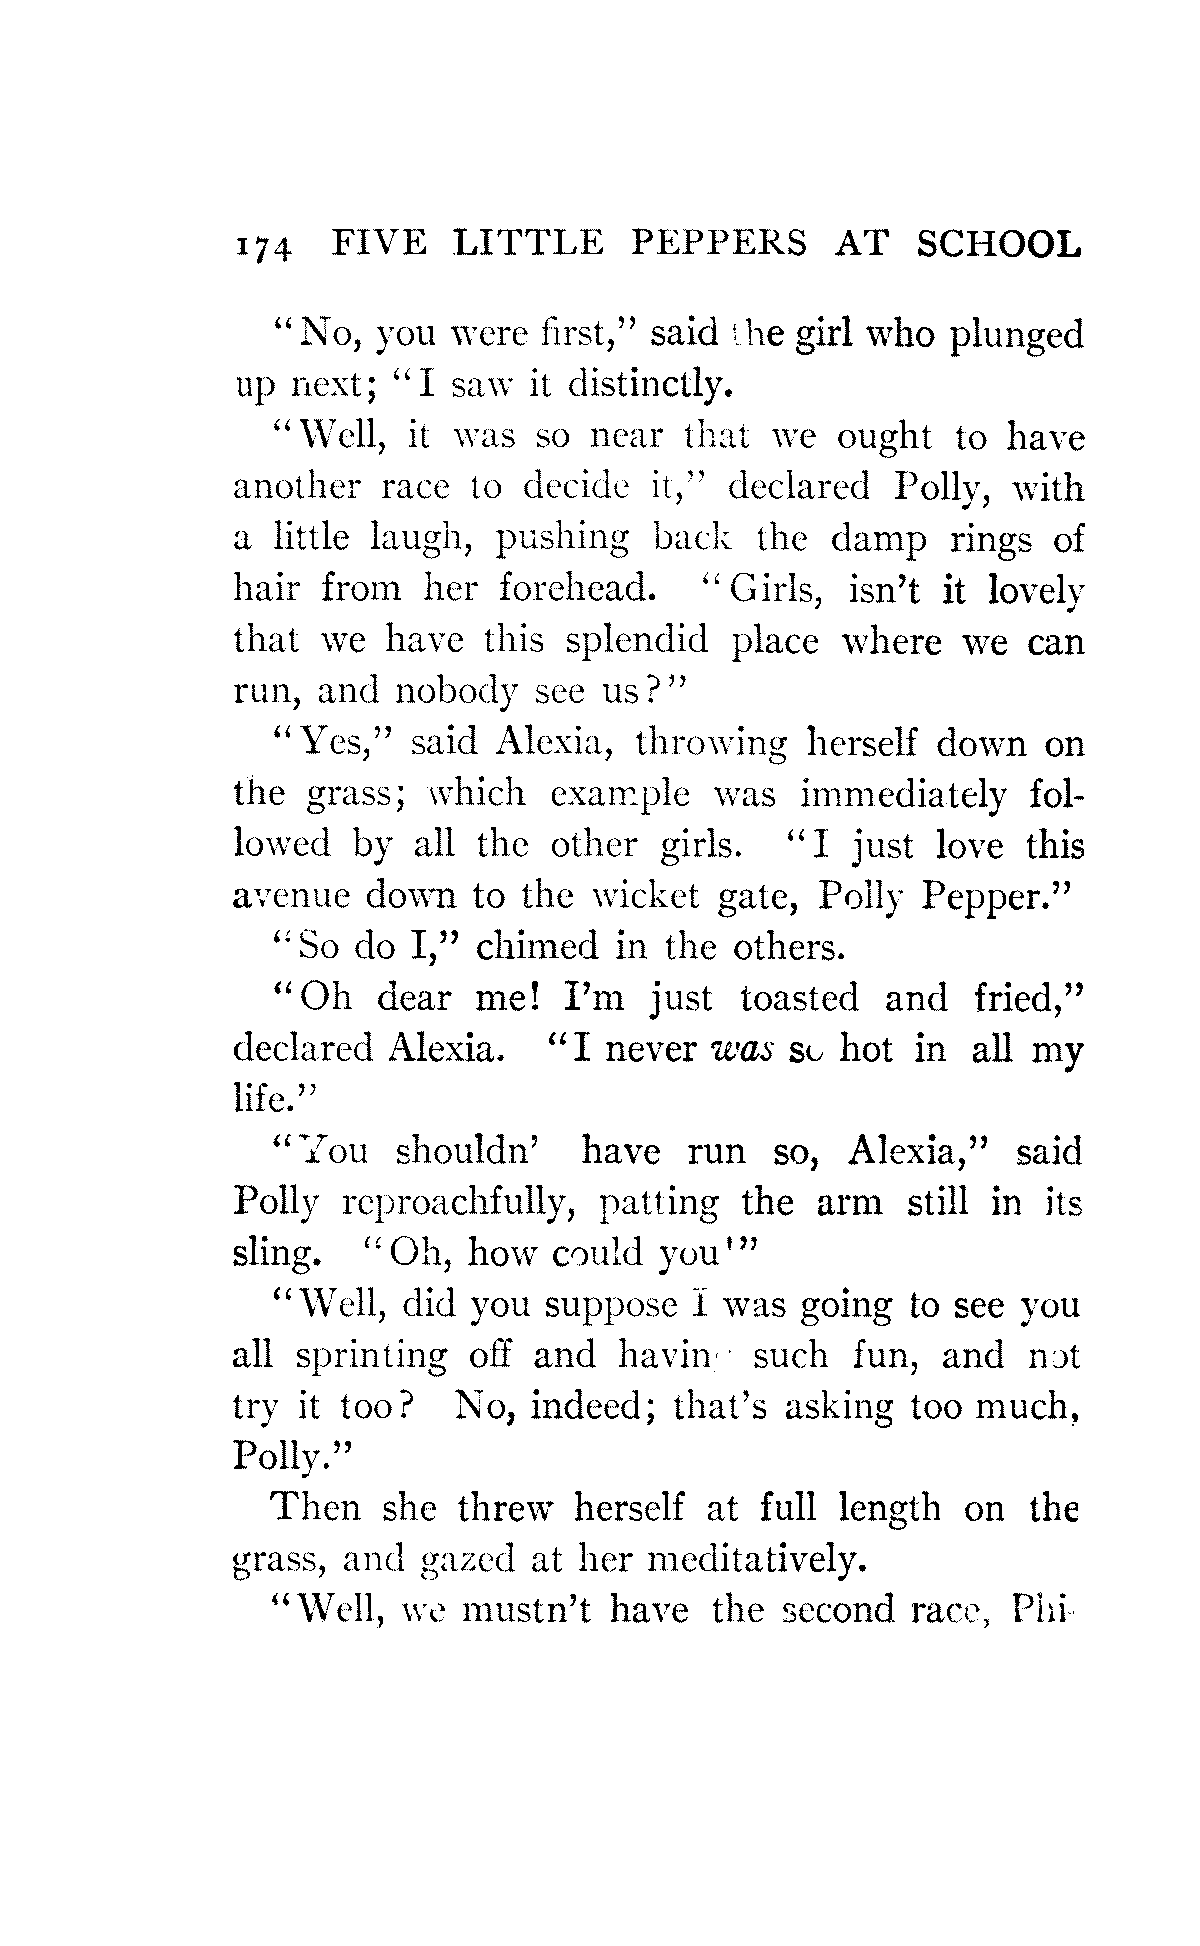 174 FIVE LITTLE PEPPERS AT SCHOOL
"No, you were first," said the girl who plunged
up next; "I saw it distinctly.
"Well, it was so near that we ought to have
another race to decide it," declared Polly, with
a little laugh, pushing back the damp rings of
hair from her forehead. "Girls, isn't it lovely
that we have this splendid place where we can
run, and nobody see us?"
"Yes," said Alexia, throwing herself down on
the grass; which example was immediately fol-
lowed by all the other girls. "I just love this
avenue down to the wicket gate, Polly Pepper."
"So do I," chimed in the others.
"Oh dear me! I'm just toasted and fried,"
declared Alexia. "I never was so hot in all my
life."
"You shouldn' have run so, Alexia," said
Polly reproachfully, patting the arm still in its
sling. "Oh, how could you'"
"Well, did you suppose I was going to see you
all sprinting off and havin' such fun, and not
try it too? No, indeed; that's asking too much,
Polly."
Then she threw herself at full length on the
grass, and gazed at her meditatively.
"Well, we mustn't have the second race, Phi-